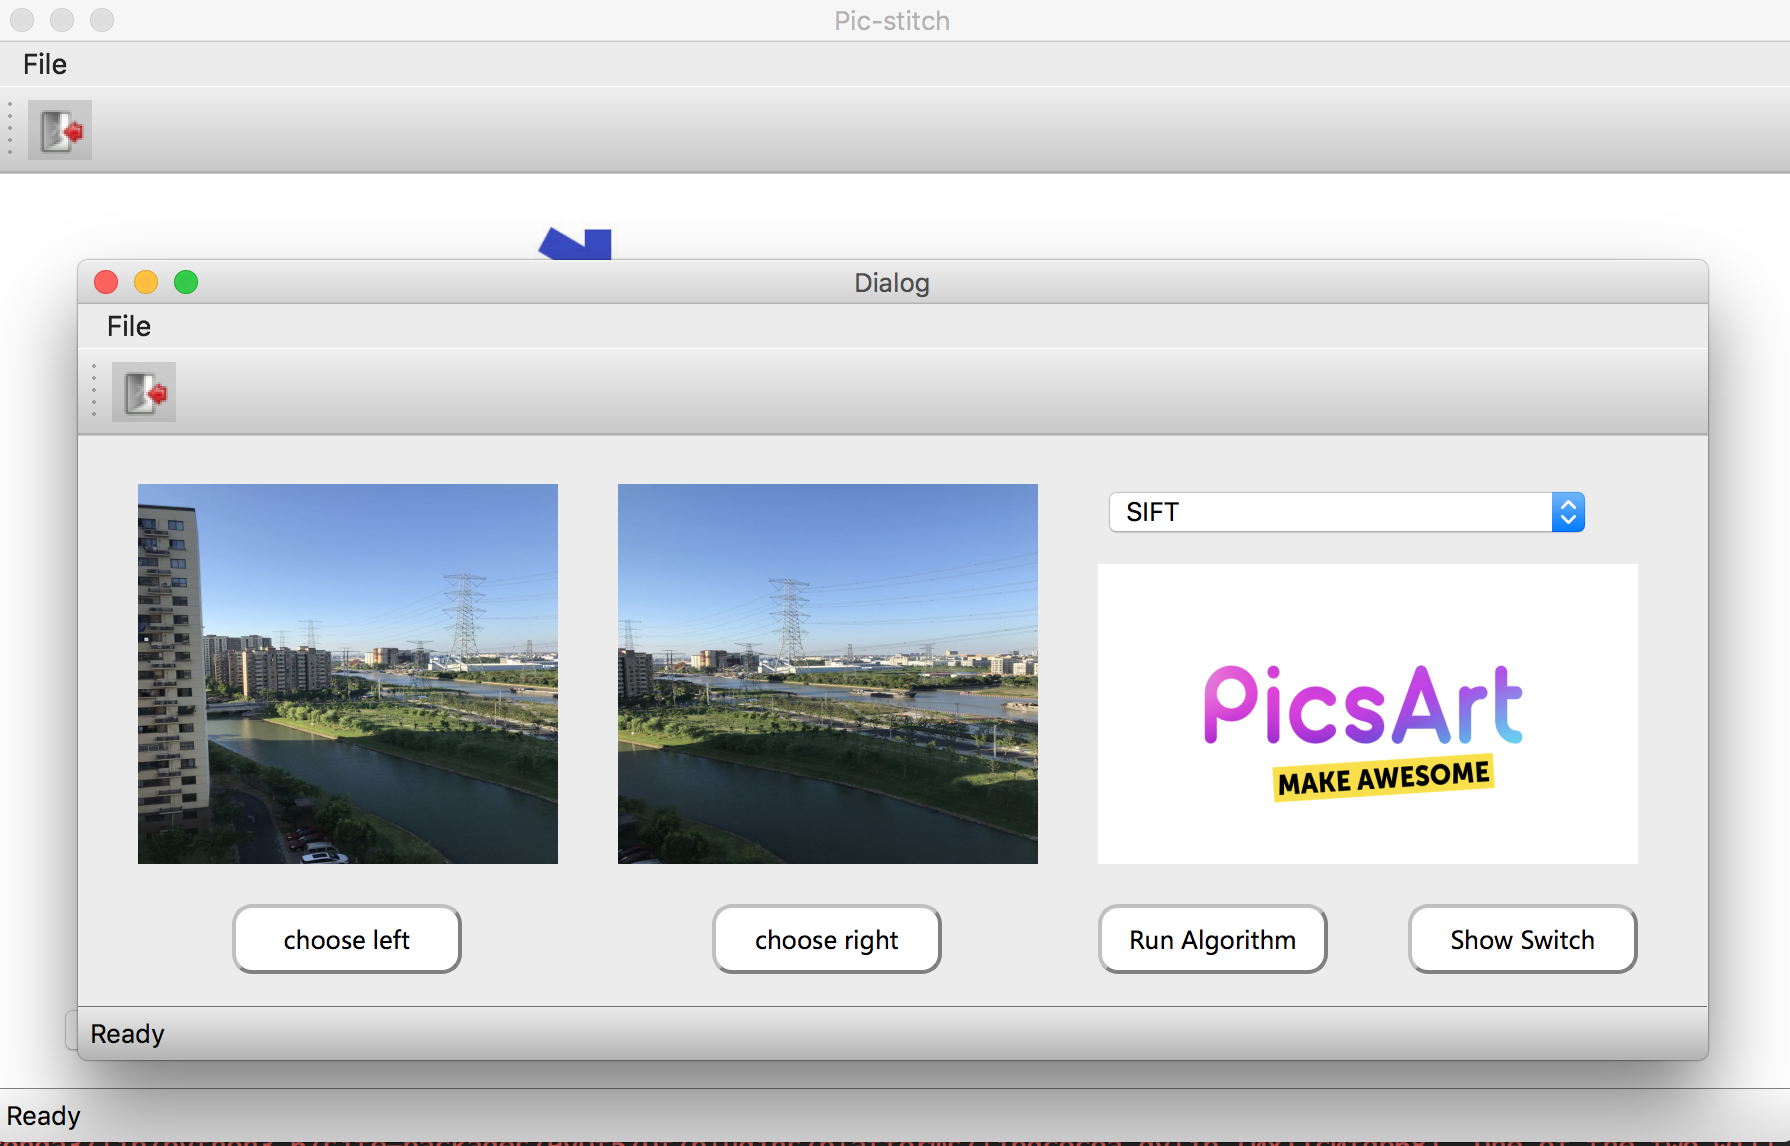 Pic-stitch
File
Dialog
File
SIFT
PicsArt
MAKE AWESOME
choose left
choose right
Run Algorithm
Show Switch
Ready
Ready